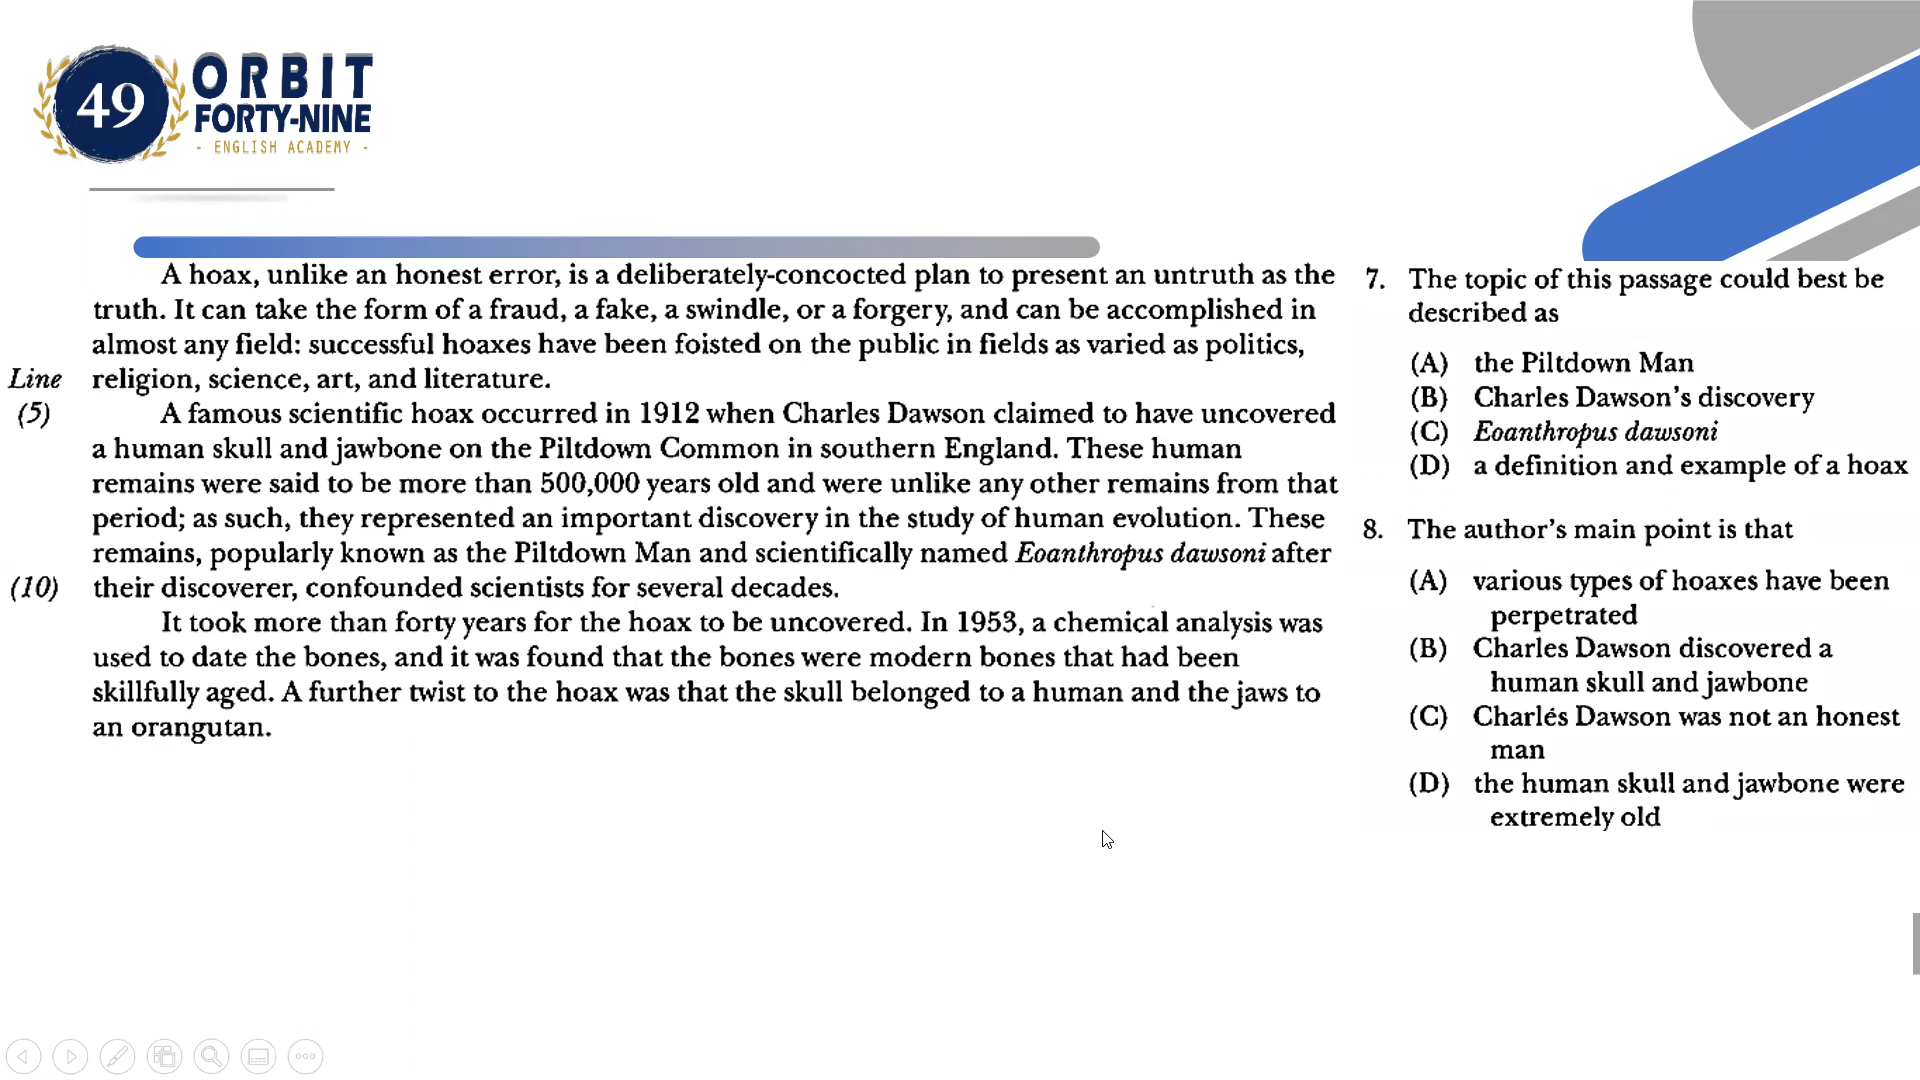 49
ORBIT
FORTY-NINE
- ENGLISH ACADEMY -
A hoax, unlike an honest error, is a deliberately-concocted plan to present an untruth as the
truth. It can take the form of a fraud, a fake, a swindle, or a forgery, and can be accomplished in
almost any field: successful hoaxes have been foisted on the public in fields as varied as politics,
Line religion, science, art, and literature.
(5) A famous scientific hoax occurred in 1912 when Charles Dawson claimed to have uncovered
a human skull and jawbone on the Piltdown Common in southern England. These human
remains were said to be more than 500,000 years old and were unlike any other remains from that
period; as such, they represented an important discovery in the study of human evolution. These
remains, popularly known as the Piltdown Man and scientifically named Eoanthropus dawsoni after
(10) their discoverer, confounded scientists for several decades.
It took more than forty years for the hoax to be uncovered. In 1953, a chemical analysis was
used to date the bones, and it was found that the bones were modern bones that had been
skillfully aged. A further twist to the hoax was that the skull belonged to a human and the jaws to
an orangutan.
7. The topic of this passage could best be
described as
(A) the Piltdown Man
(B) Charles Dawson's discovery
(C) Eoanthropus dawsoni
(D) a definition and example of a hoax
8. The author's main point is that
(A) various types of hoaxes have been
perpetrated
(B) Charles Dawson discovered a
human skull and jawbone
(C) Charlés Dawson was not an honest
man
(D) the human skull and jawbone were
extremely old